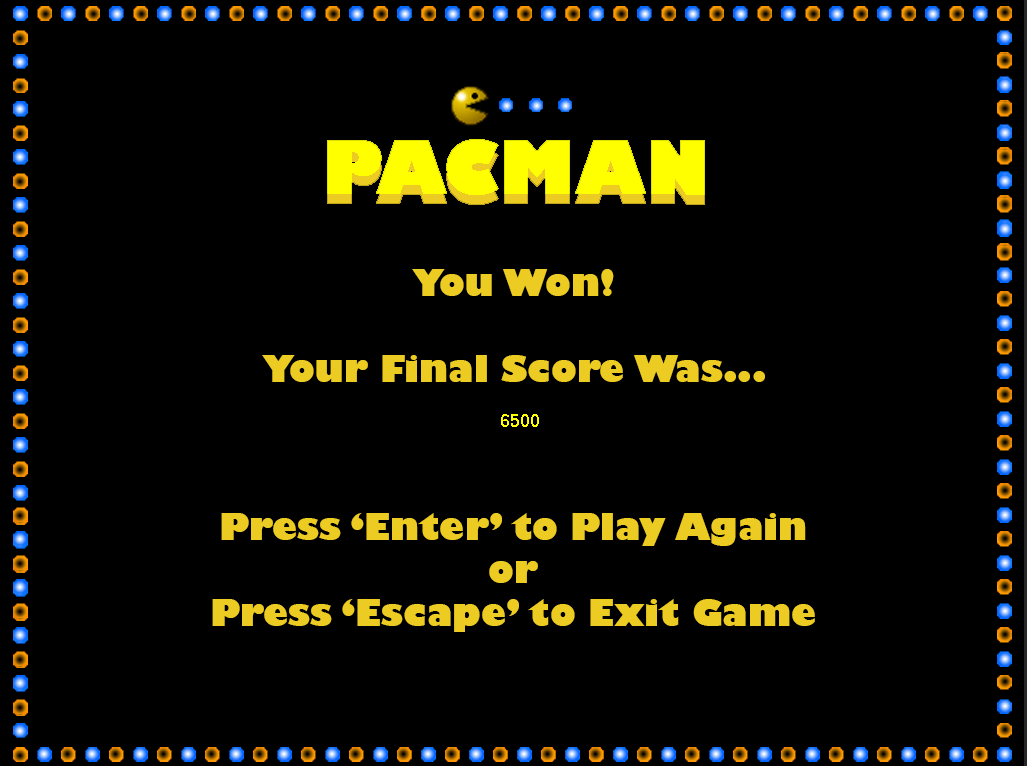 PACMAN
You Won!
Your Final Score Was...
6500
Press ‘Enter’ to Play Again
or
Press ‘Escape’ to Exit Game